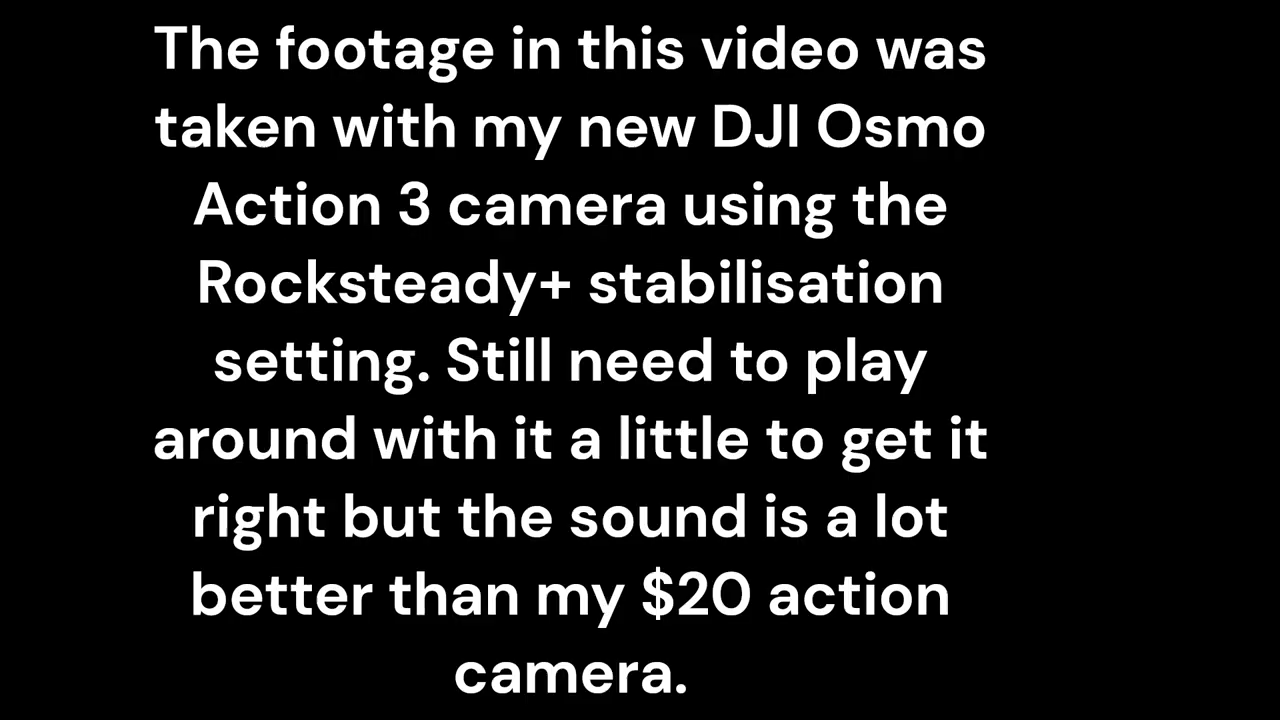 The footage in this video was
taken with my new DJI Osmo
Action 3 camera using the
Rocksteady+ stabilisation
setting. Still need to play
around with it a little to get it
right but the sound is a lot
better than my $20 action
camera.